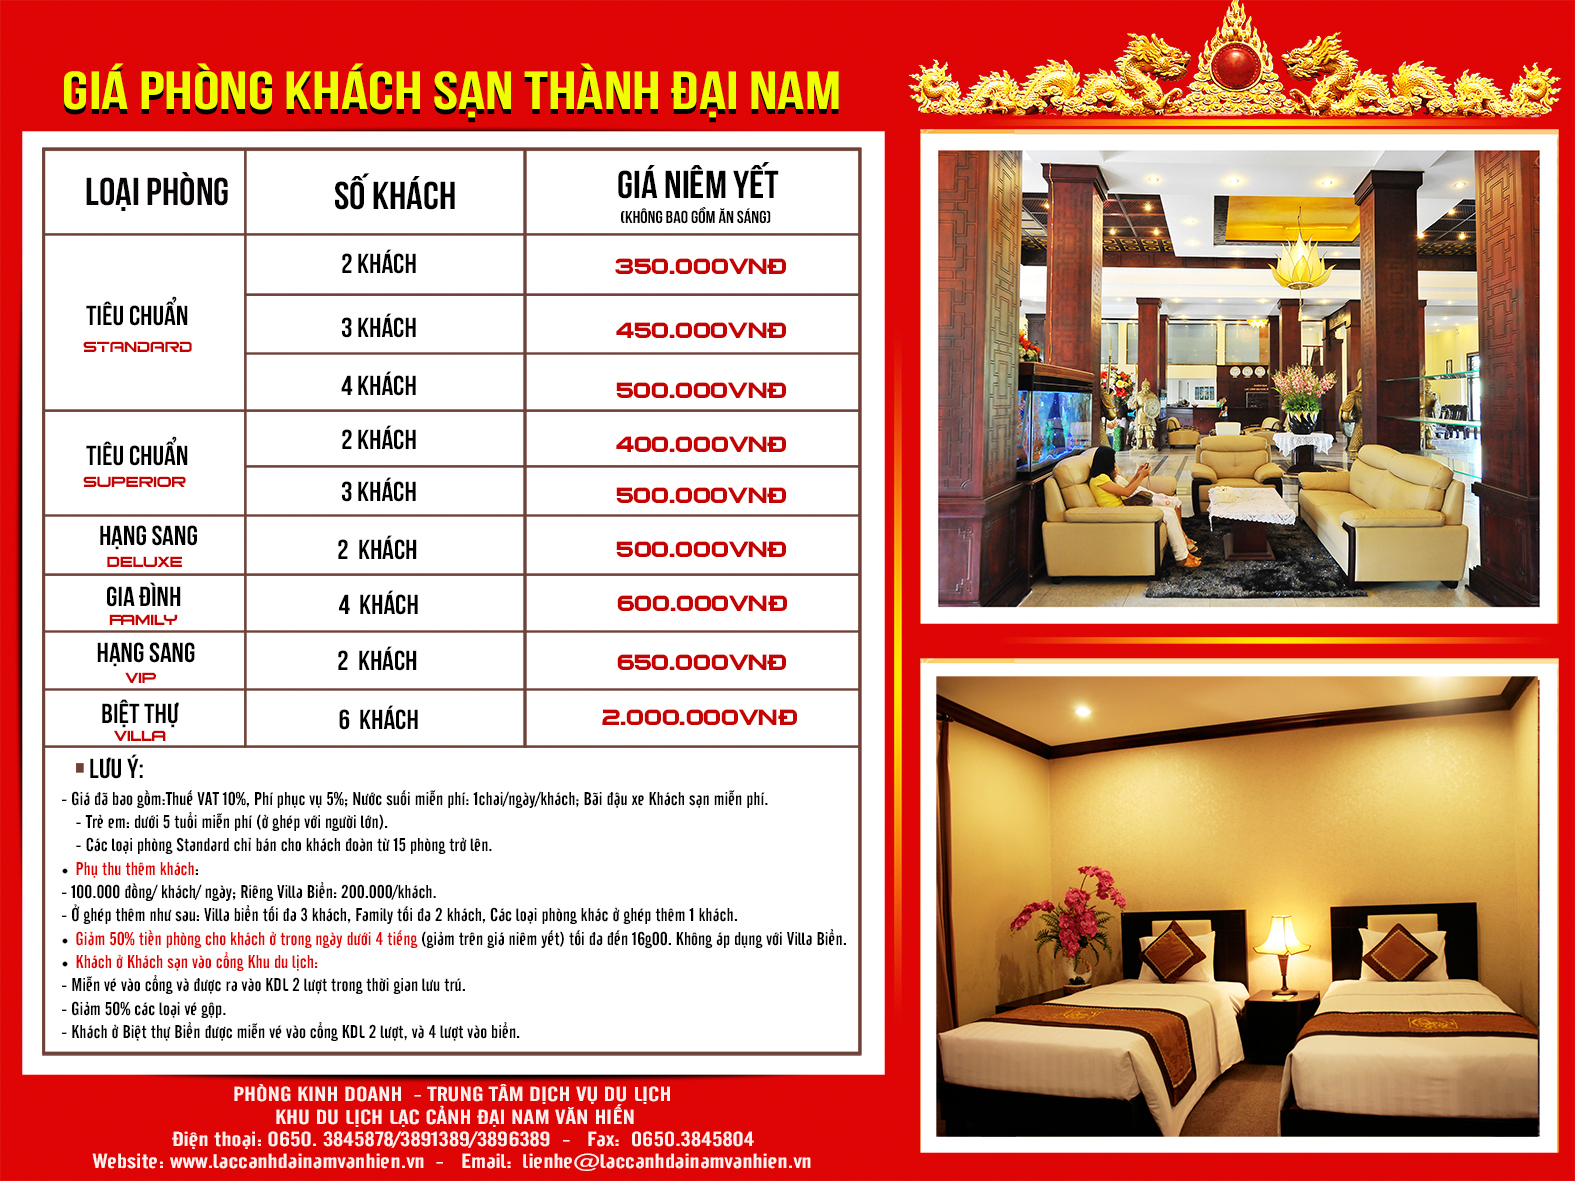 GIÁ PHÒNG KHÁCH SẠN THÀNH ĐẠI NAM
LOẠI PHÒNG
SỐ KHÁCH
GIÁ NIÊM YẾT
(KHÔNG BAO GỒM ĂN SÁNG)
TIÊU CHUẨN
STANDARD
2 KHÁCH
350.000VNĐ
3 KHÁCH
450.000VNĐ
4 KHÁCH
500.000VNĐ
TIÊU CHUẨN
SUPERIOR
2 KHÁCH
400.000VNĐ
3 KHÁCH
500.000VNĐ
HẠNG SANG
DELUXE
2 KHÁCH
500.000VNĐ
GIA ĐÌNH
FAMILY
4 KHÁCH
600.000VNĐ
HẠNG SANG
VIP
2 KHÁCH
650.000VNĐ
BIỆT THỰ
VILLA
6 KHÁCH
2.000.000VNĐ
▪ LƯU Ý:
- Giá đã bao gồm:Thuế VAT 10%, Phí phục vụ 5%; Nước suối miễn phí: 1chai/ngày/khách; Bãi đậu xe Khách sạn miễn phí.
- Trẻ em: dưới 5 tuổi miễn phí (ở ghép với người lớn).
- Các loại phòng Standard chỉ bán cho khách đoàn từ 15 phòng trở lên.
• Phụ thu thêm khách:
- 100.000 đồng/ khách/ ngày; Riêng Villa Biển: 200.000/khách.
- Ở ghép thêm như sau: Villa biển tối đa 3 khách, Family tối đa 2 khách, Các loại phòng khác ở ghép thêm 1 khách.
• Giảm 50% tiền phòng cho khách ở trong ngày dưới 4 tiếng (giảm trên giá niêm yết) tối đa đến 16g00. Không áp dụng với Villa Biển.
• Khách ở Khách sạn vào cổng Khu du lịch:
- Miễn vé vào cổng và được ra vào KDL 2 lượt trong thời gian lưu trú.
- Giảm 50% các loại vé gộp.
- Khách ở Biệt thự Biển được miễn vé vào cổng KDL 2 lượt, và 4 lượt vào biển.
PHÒNG KINH DOANH - TRUNG TÂM DỊCH VỤ DU LỊCH
KHU DU LỊCH LẠC CẢNH ĐẠI NAM VĂN HIẾN
Điện thoại: 0650. 3845878/3891389/3896389 - Fax: 0650.3845804
Website: www.laccanhdainamvanhien.vn - Email: lienhe@laccanhdainamvanhien.vn